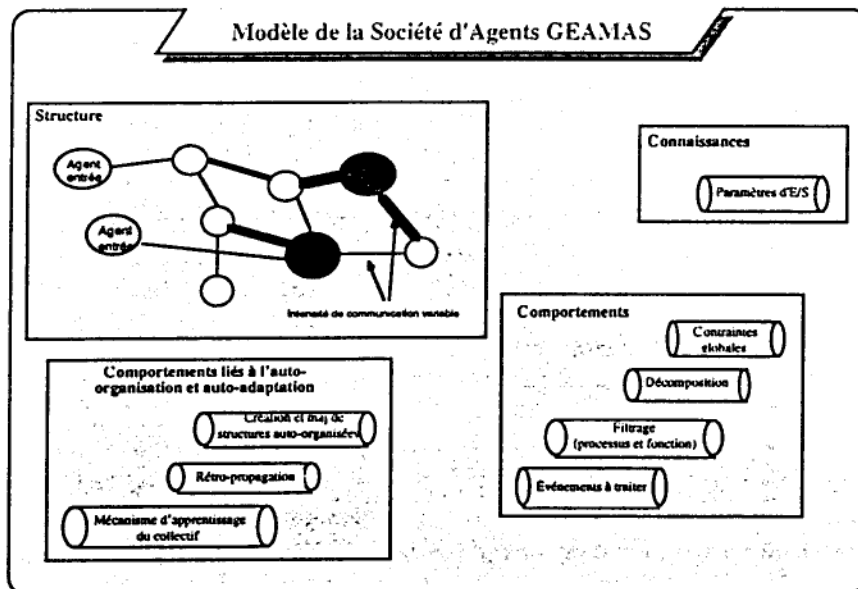 Modèle de la Société d'Agents GEAMAS
Structure
Agent
entrée
Agent
entrée
Intensité de communication variable
Connaissances
Paramètres d'E/S
Comportements liés à l'auto-
organisation et auto-adaptation
Création et maj de
structures auto-organisées
Rétro-propagation
Mécanisme d'apprentissage
du collectif
Comportements
Contraintes
globales
Décomposition
Filtrage
(processus et fonction)
Événements à traiter